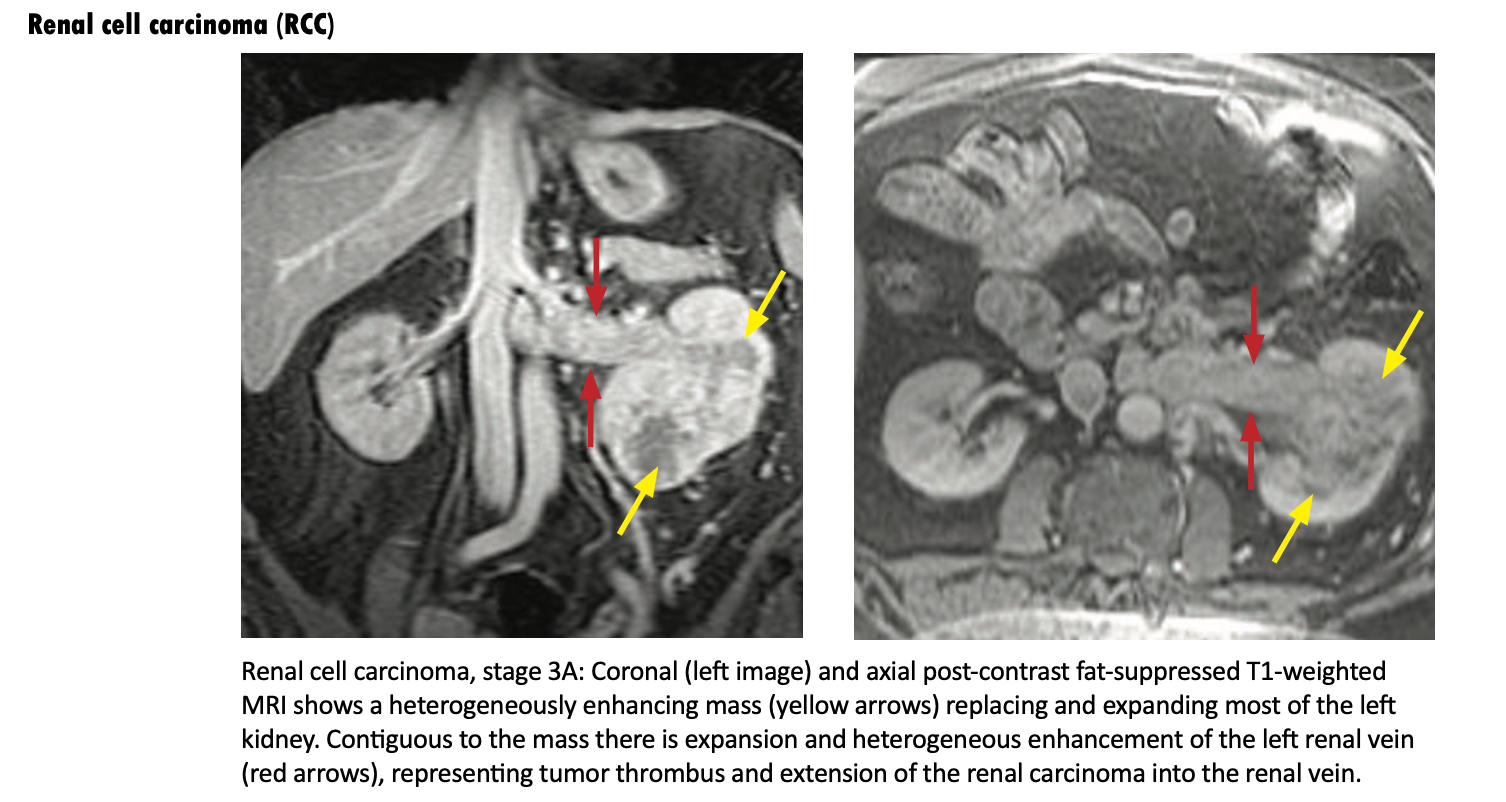 Renal cell carcinoma (RCC)
Renal cell carcinoma, stage 3A: Coronal (left image) and axial post-contrast fat-suppressed T1-weighted
MRI shows a heterogeneously enhancing mass (yellow arrows) replacing and expanding most of the left
kidney. Contiguous to the mass there is expansion and heterogeneous enhancement of the left renal vein
(red arrows), representing tumor thrombus and extension of the renal carcinoma into the renal vein.